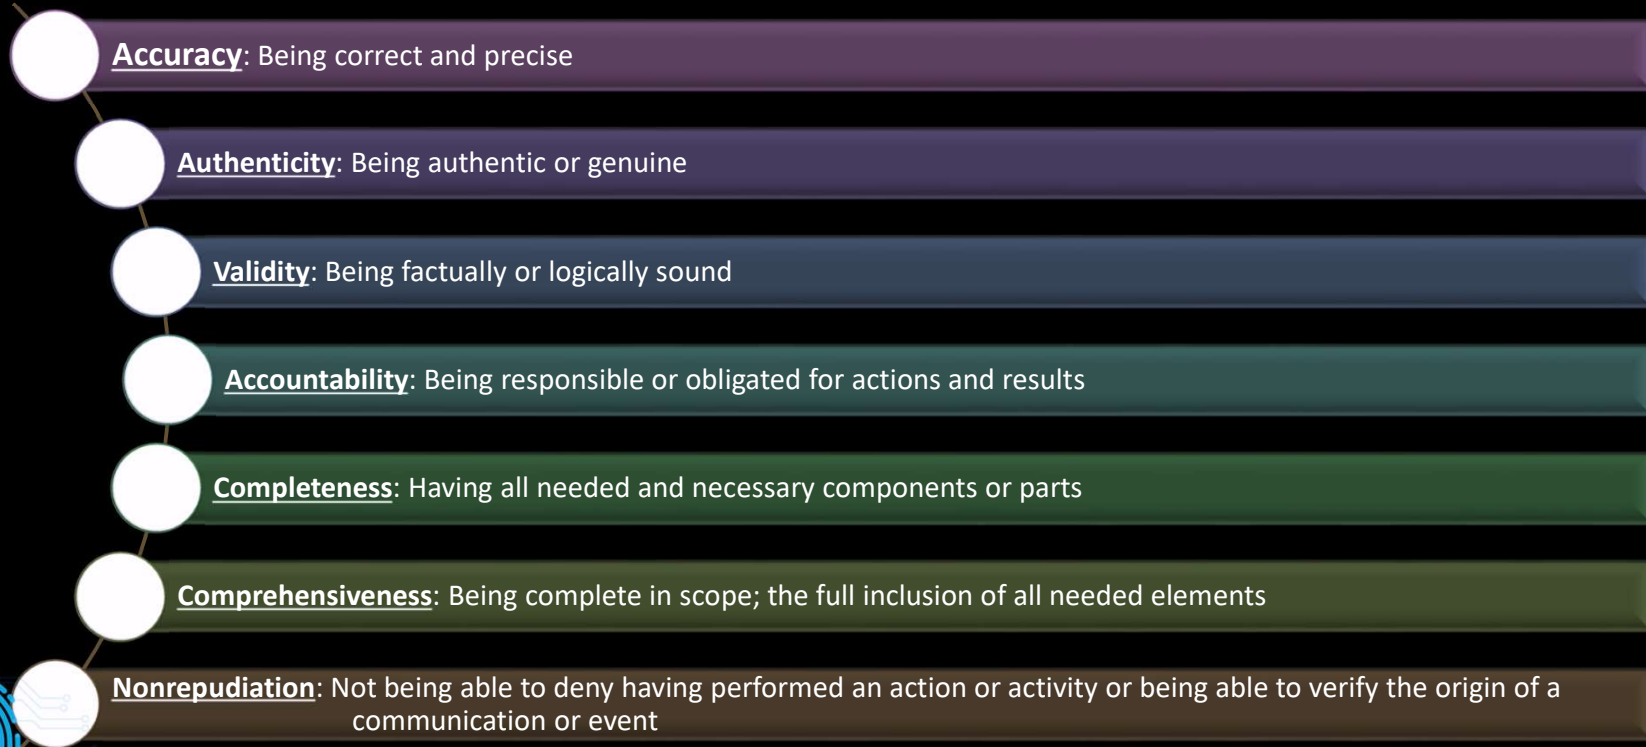 Accuracy: Being correct and precise
Authenticity: Being authentic or genuine
Validity: Being factually or logically sound
Accountability: Being responsible or obligated for actions and results
Completeness: Having all needed and necessary components or parts
Comprehensiveness: Being complete in scope; the full inclusion of all needed elements
Nonrepudiation: Not being able to deny having performed an action or activity or being able to verify the origin of a
communication or event